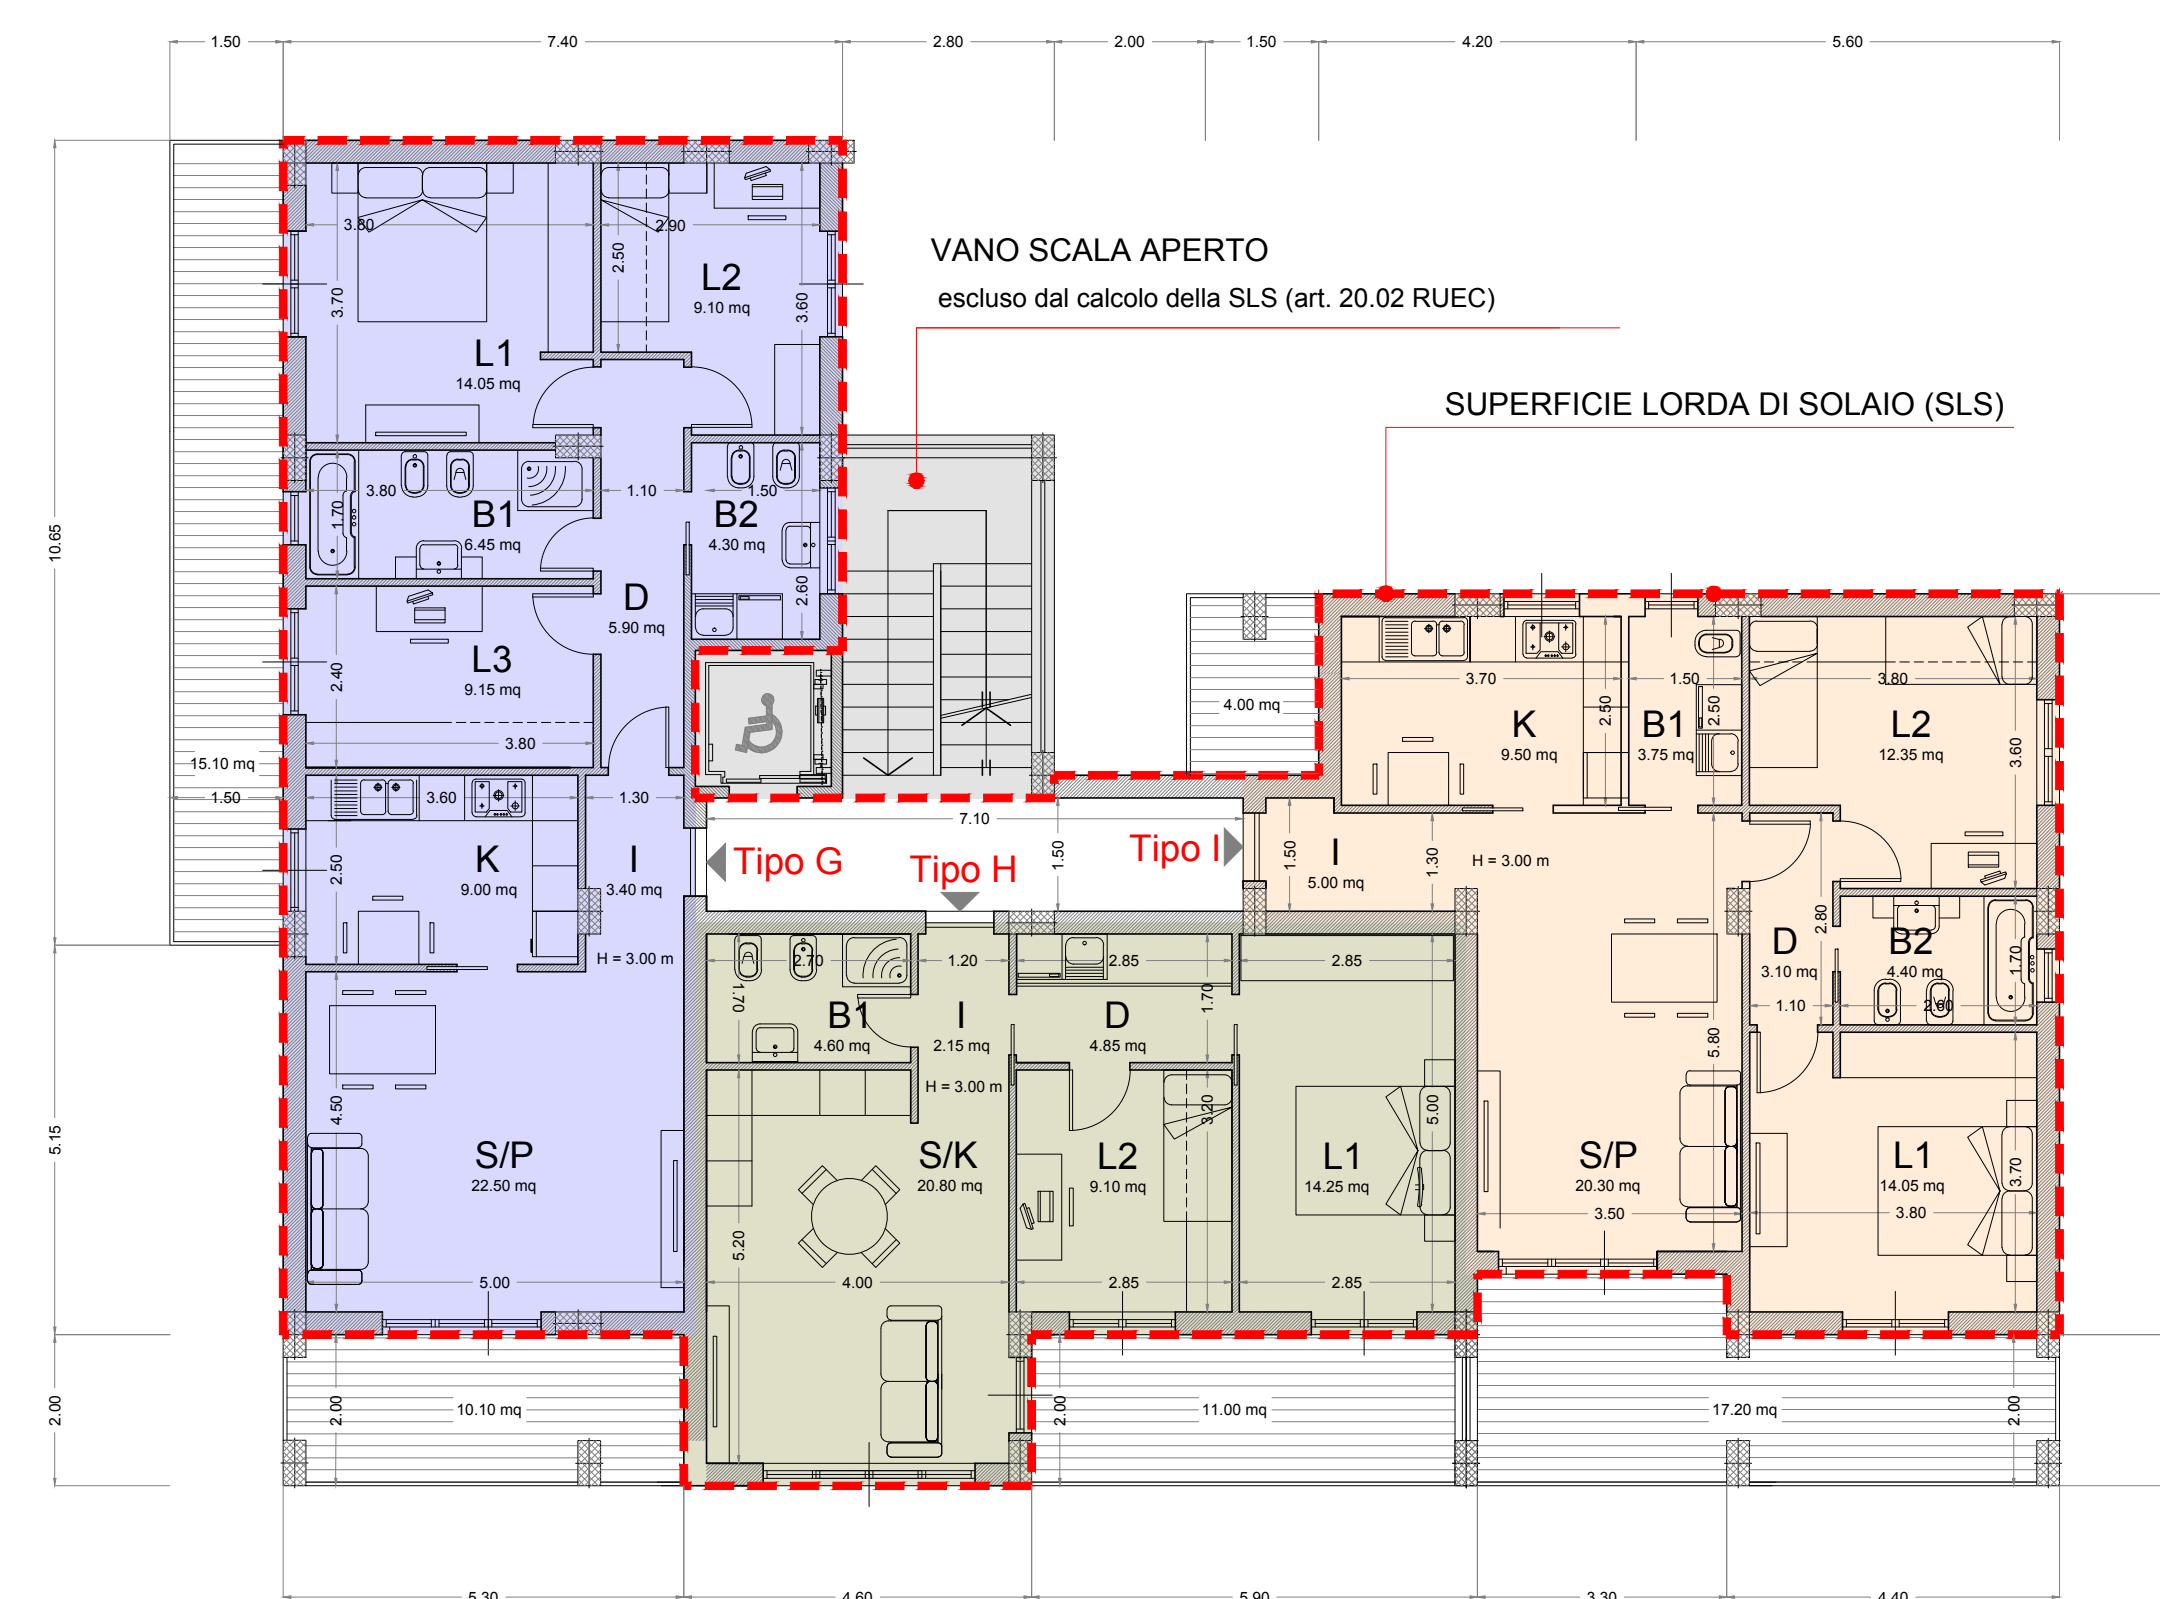 1.50
7.40
2.80
2.00
1.50
4.20
5.60
VANO SCALA APERTO
escluso dal calcolo della SLS (art. 20.02 RUEC)
SUPERFICIE LORDA DI SOLAIO (SLS)
10.65
5.15
2.00
3.80
3.70
L1
14.05 mq
2.90
2.50
L2
9.10 mq
3.60
3.80
1.70
B1
6.45 mq
1.10
1.50
B2
4.30 mq
2.60
D
5.90 mq
L3
9.15 mq
2.40
3.80
15.10 mq
1.50
3.60
1.30
K
9.00 mq
2.50
I
3.40 mq
H = 3.00 m
4.50
S/P
22.50 mq
5.00
10.10 mq
2.00
7.10
Tipo G
Tipo H
Tipo I
1.50
2.70
1.70
B1
4.60 mq
1.20
I
2.15 mq
H = 3.00 m
2.85
D
4.85 mq
1.70
2.85
S/K
20.80 mq
5.20
4.00
L2
9.10 mq
3.20
2.85
L1
14.25 mq
5.00
2.85
11.00 mq
2.00
4.00 mq
3.70
K
9.50 mq
2.50
1.50
B1
3.75 mq
2.50
3.80
L2
12.35 mq
3.60
1.50
I
5.00 mq
1.30
H = 3.00 m
2.80
D
3.10 mq
1.10
B2
4.40 mq
1.70
2.60
5.80
S/P
20.30 mq
3.50
L1
14.05 mq
3.70
3.80
17.20 mq
2.00
5.30
4.60
5.90
3.30
4.40